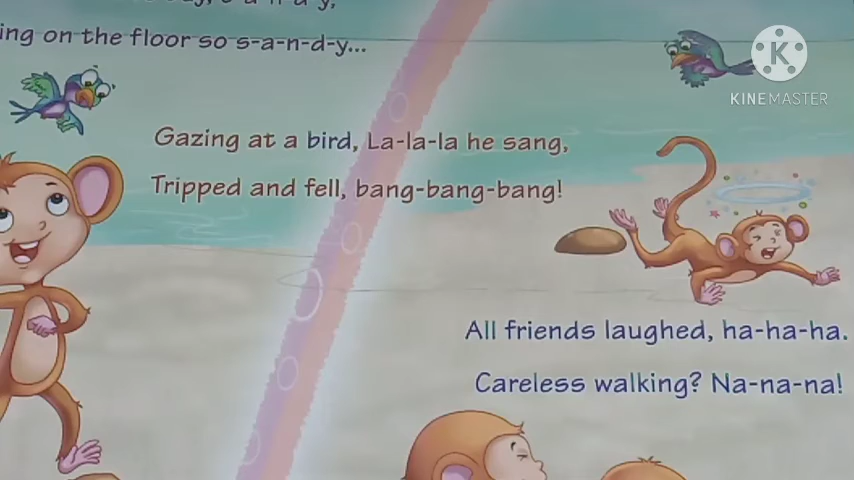 ing on the floor so s-a-n-d-y...
KINEMASTER
Gazing at a bird, La-la-la he sang,
Tripped and fell, bang-bang-bang!
All friends laughed, ha-ha-ha.
Careless walking? Na-na-na!